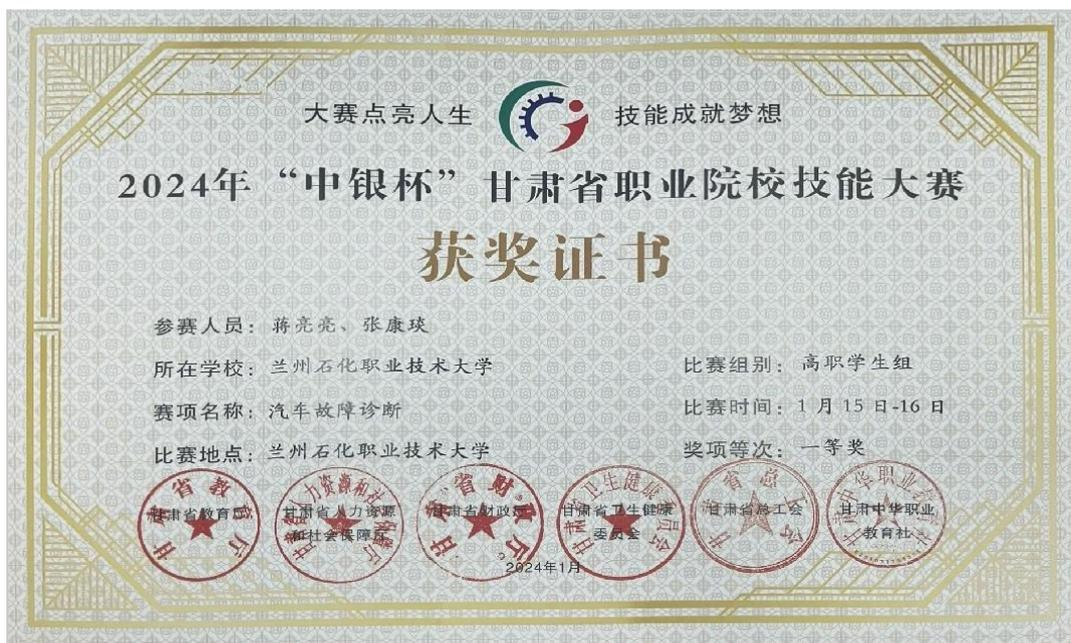 大赛点亮人生 技能成就梦想
2024年“中银杯”甘肃省职业院校技能大赛
获奖证书
参赛人员：蒋亮亮、张康琰
所在学校：兰州石化职业技术大学 比赛组别：高职学生组
赛项名称：汽车故障诊断 比赛时间：1月15日-16日
比赛地点：兰州石化职业技术大学 奖项等次：一等奖
甘肃省教育厅 甘肃省人力资源和社会保障厅 甘肃省财政厅 甘肃省卫生健康委员会 甘肃省总工会 甘肃中华职业教育社
2024年1月